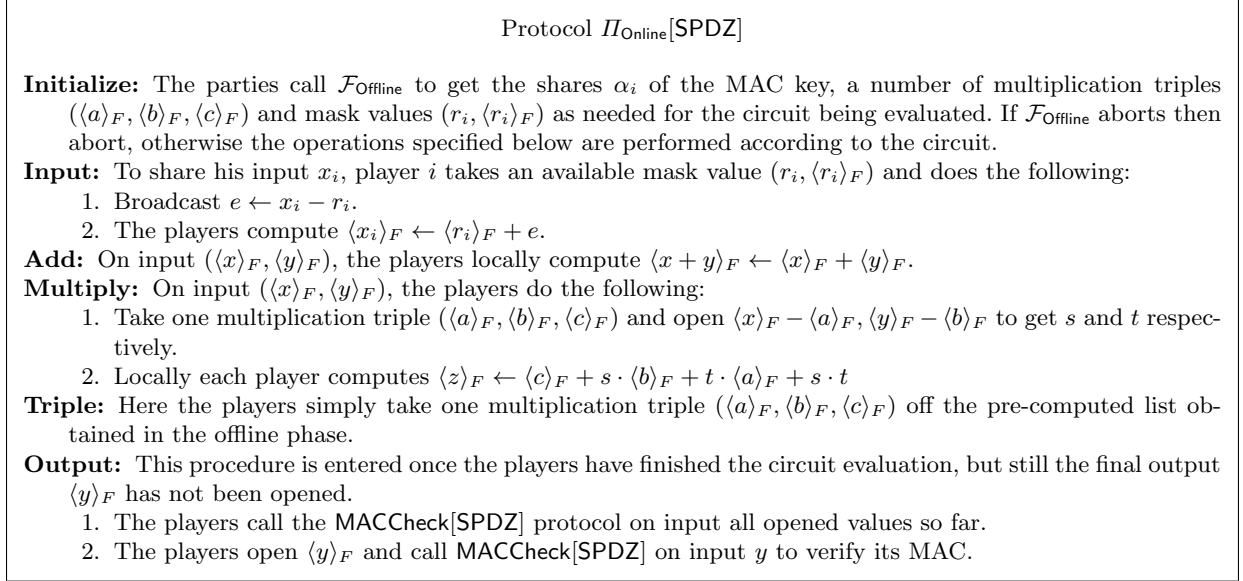 Protocol Π_Online[SPDZ]
Initialize: The parties call F_Offline to get the shares α_i of the MAC key, a number of multiplication triples
(⟨a⟩_F, ⟨b⟩_F, ⟨c⟩_F) and mask values (r_i, ⟨r_i⟩_F) as needed for the circuit being evaluated. If F_Offline aborts then
abort, otherwise the operations specified below are performed according to the circuit.
Input: To share his input x_i, player i takes an available mask value (r_i, ⟨r_i⟩_F) and does the following:
1. Broadcast e ← x_i − r_i.
2. The players compute ⟨x_i⟩_F ← ⟨r_i⟩_F + e.
Add: On input (⟨x⟩_F, ⟨y⟩_F), the players locally compute ⟨x + y⟩_F ← ⟨x⟩_F + ⟨y⟩_F.
Multiply: On input (⟨x⟩_F, ⟨y⟩_F), the players do the following:
1. Take one multiplication triple (⟨a⟩_F, ⟨b⟩_F, ⟨c⟩_F) and open ⟨x⟩_F − ⟨a⟩_F, ⟨y⟩_F − ⟨b⟩_F to get s and t respec-
tively.
2. Locally each player computes ⟨z⟩_F ← ⟨c⟩_F + s · ⟨b⟩_F + t · ⟨a⟩_F + s · t
Triple: Here the players simply take one multiplication triple (⟨a⟩_F, ⟨b⟩_F, ⟨c⟩_F) off the pre-computed list ob-
tained in the offline phase.
Output: This procedure is entered once the players have finished the circuit evaluation, but still the final output
⟨y⟩_F has not been opened.
1. The players call the MACCheck[SPDZ] protocol on input all opened values so far.
2. The players open ⟨y⟩_F and call MACCheck[SPDZ] on input y to verify its MAC.